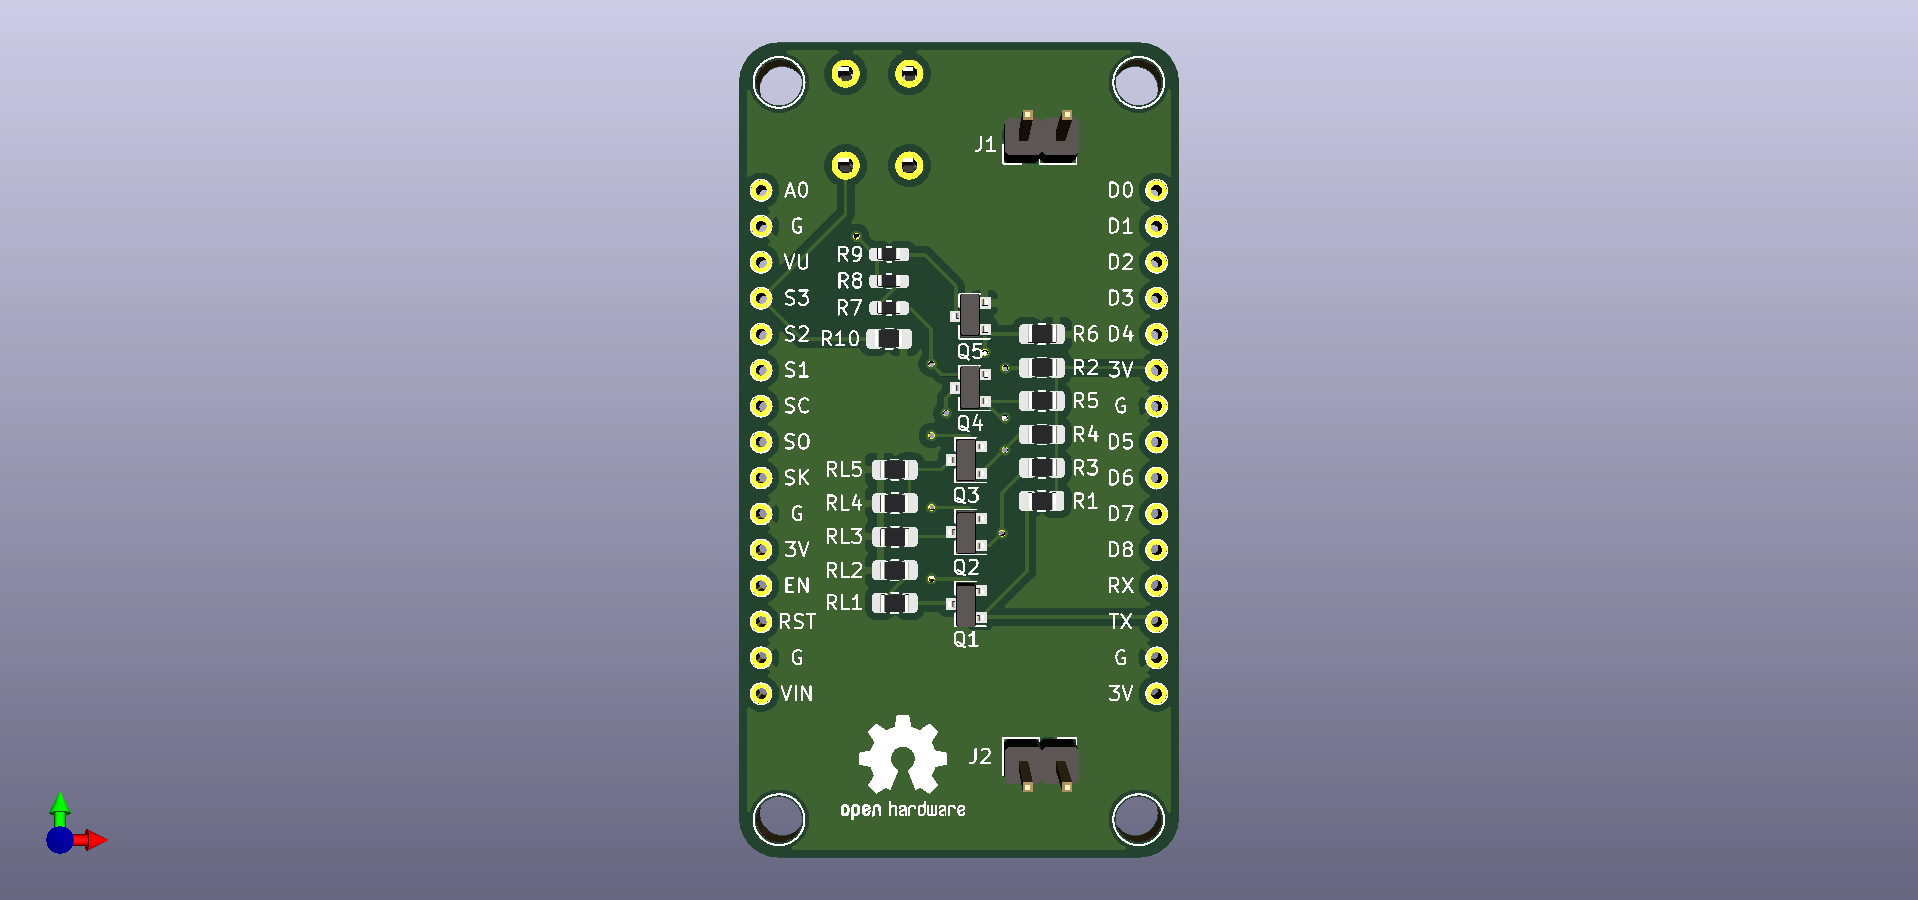 J1
A0
D0
G
D1
VU
R9
D2
R8
S3
R7
D3
S2
R10
R6
D4
Q5
S1
R2
3V
SC
R5
G
Q4
SO
R4
D5
RL5
R3
D6
SK
Q3
RL4
R1
G
D7
RL3
3V
D8
Q2
RL2
EN
RX
RL1
RST
TX
Q1
G
G
VIN
3V
J2
open hardware